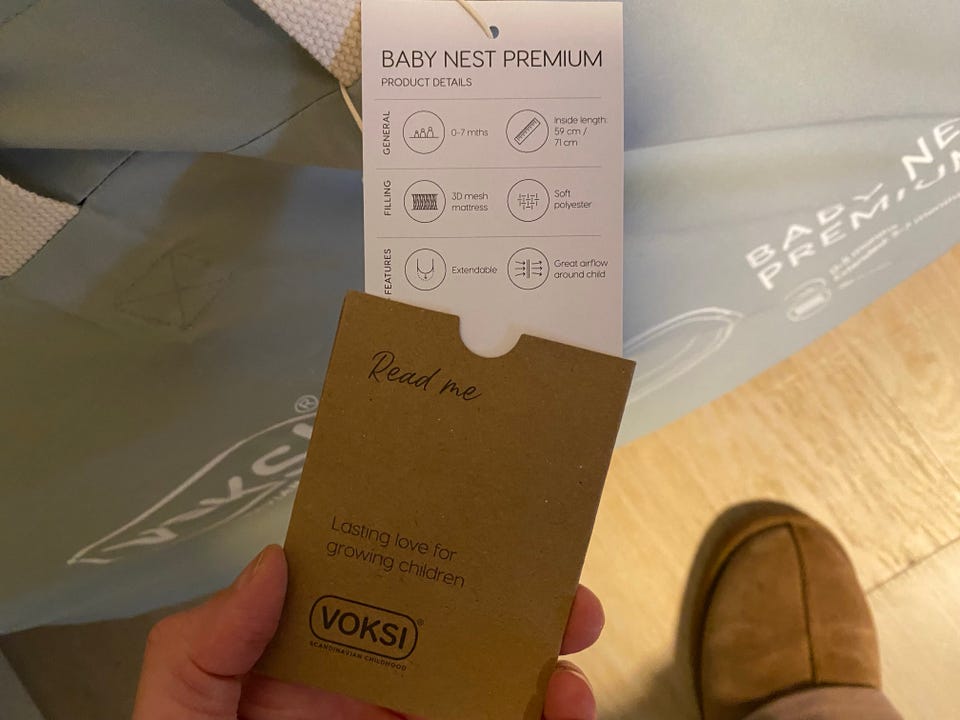 BABY NEST PREMIUM
PRODUCT DETAILS
GENERAL
0-7 mths
Inside length:
59 cm /
71 cm
FILLING
3D mesh
mattress
Soft
polyester
FEATURES
Extendable
Great airflow
around child
Read me
Lasting love for
growing children
VOKSI®
SCANDINAVIAN CHILDHOOD
BABY NE
PREMIUM
®